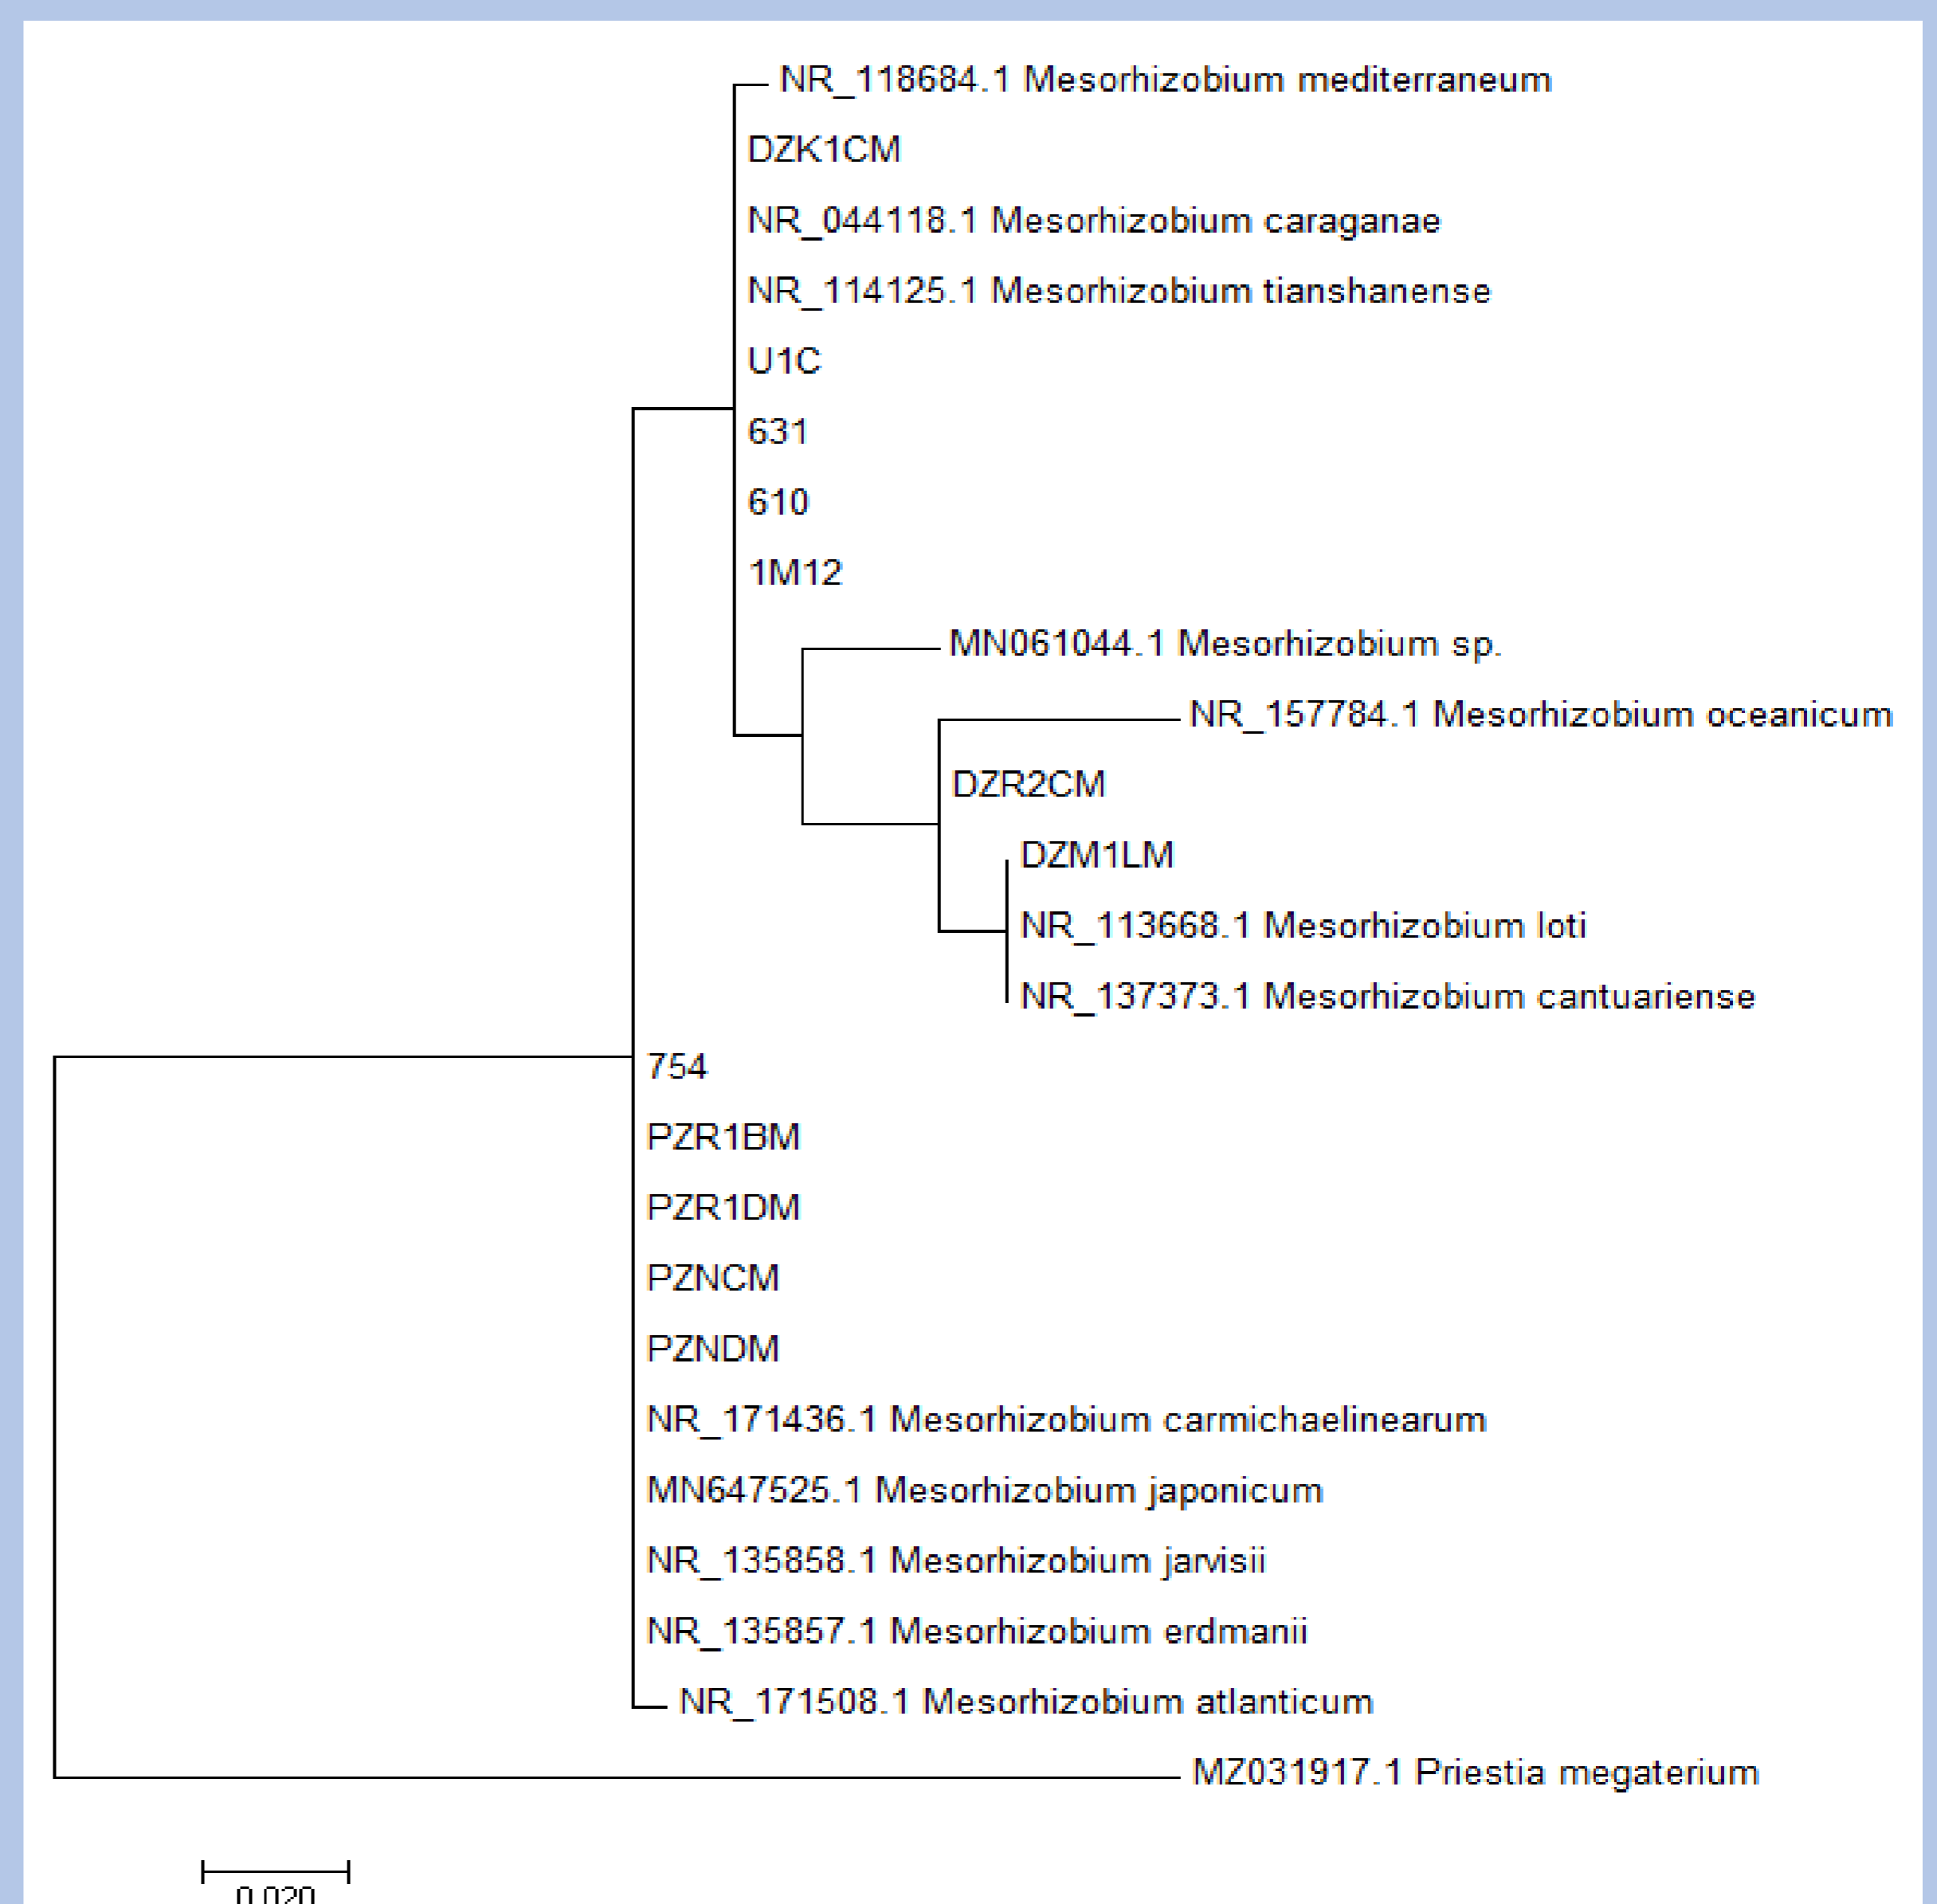 NR_118684.1 Mesorhizobium mediterraneum
DZK1CM
NR_044118.1 Mesorhizobium caraganae
NR_114125.1 Mesorhizobium tianshanense
U1C
631
610
1M12
MN061044.1 Mesorhizobium sp.
NR_157784.1 Mesorhizobium oceanicum
DZR2CM
DZM1LM
NR_113668.1 Mesorhizobium loti
NR_137373.1 Mesorhizobium cantuariense
754
PZR1BM
PZR1DM
PZNCM
PZNDM
NR_171436.1 Mesorhizobium carmichaelinearum
MN647525.1 Mesorhizobium japonicum
NR_135858.1 Mesorhizobium jarvisii
NR_135857.1 Mesorhizobium erdmanii
NR_171508.1 Mesorhizobium atlanticum
MZ031917.1 Priestia megaterium
0.020